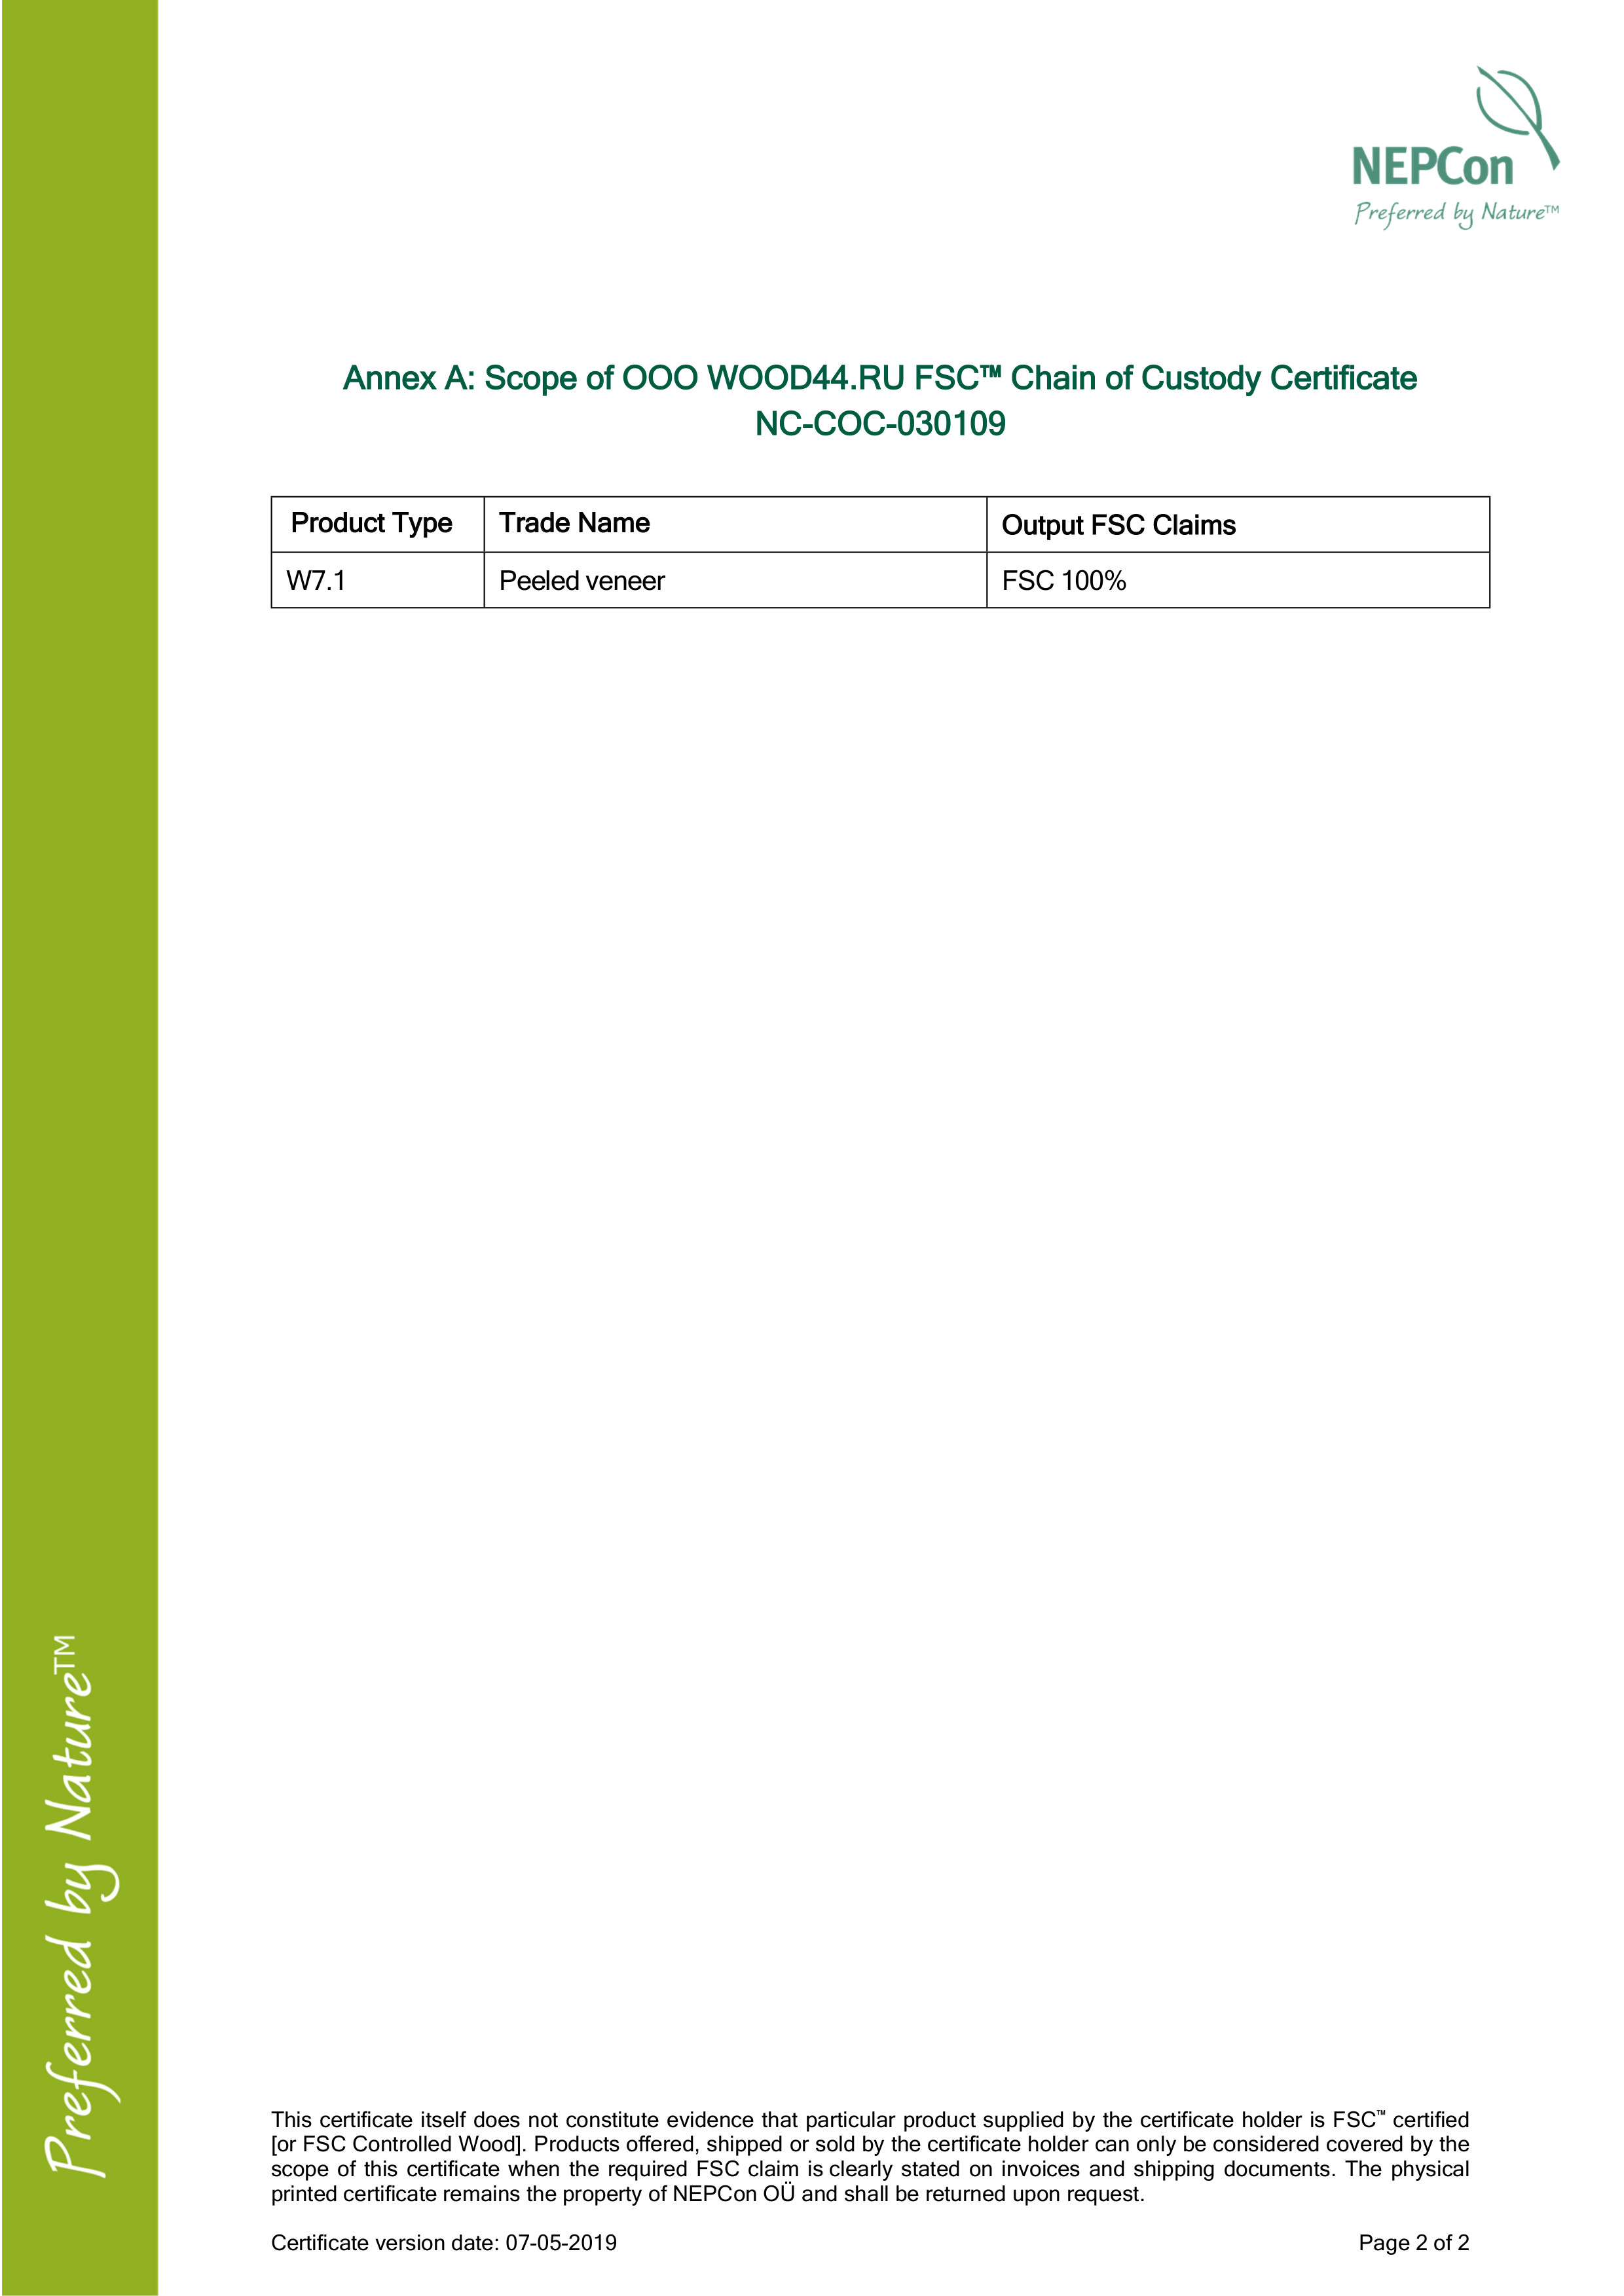 NEPCon
Preferred by Nature™
Annex A: Scope of OOO WOOD44.RU FSC™ Chain of Custody Certificate
NC-COC-030109
Product Type Trade Name Output FSC Claims
W7.1 Peeled veneer FSC 100%
Preferred by Nature™
This certificate itself does not constitute evidence that particular product supplied by the certificate holder is FSC™ certified
[or FSC Controlled Wood]. Products offered, shipped or sold by the certificate holder can only be considered covered by the
scope of this certificate when the required FSC claim is clearly stated on invoices and shipping documents. The physical
printed certificate remains the property of NEPCon OÜ and shall be returned upon request.
Certificate version date: 07-05-2019 Page 2 of 2